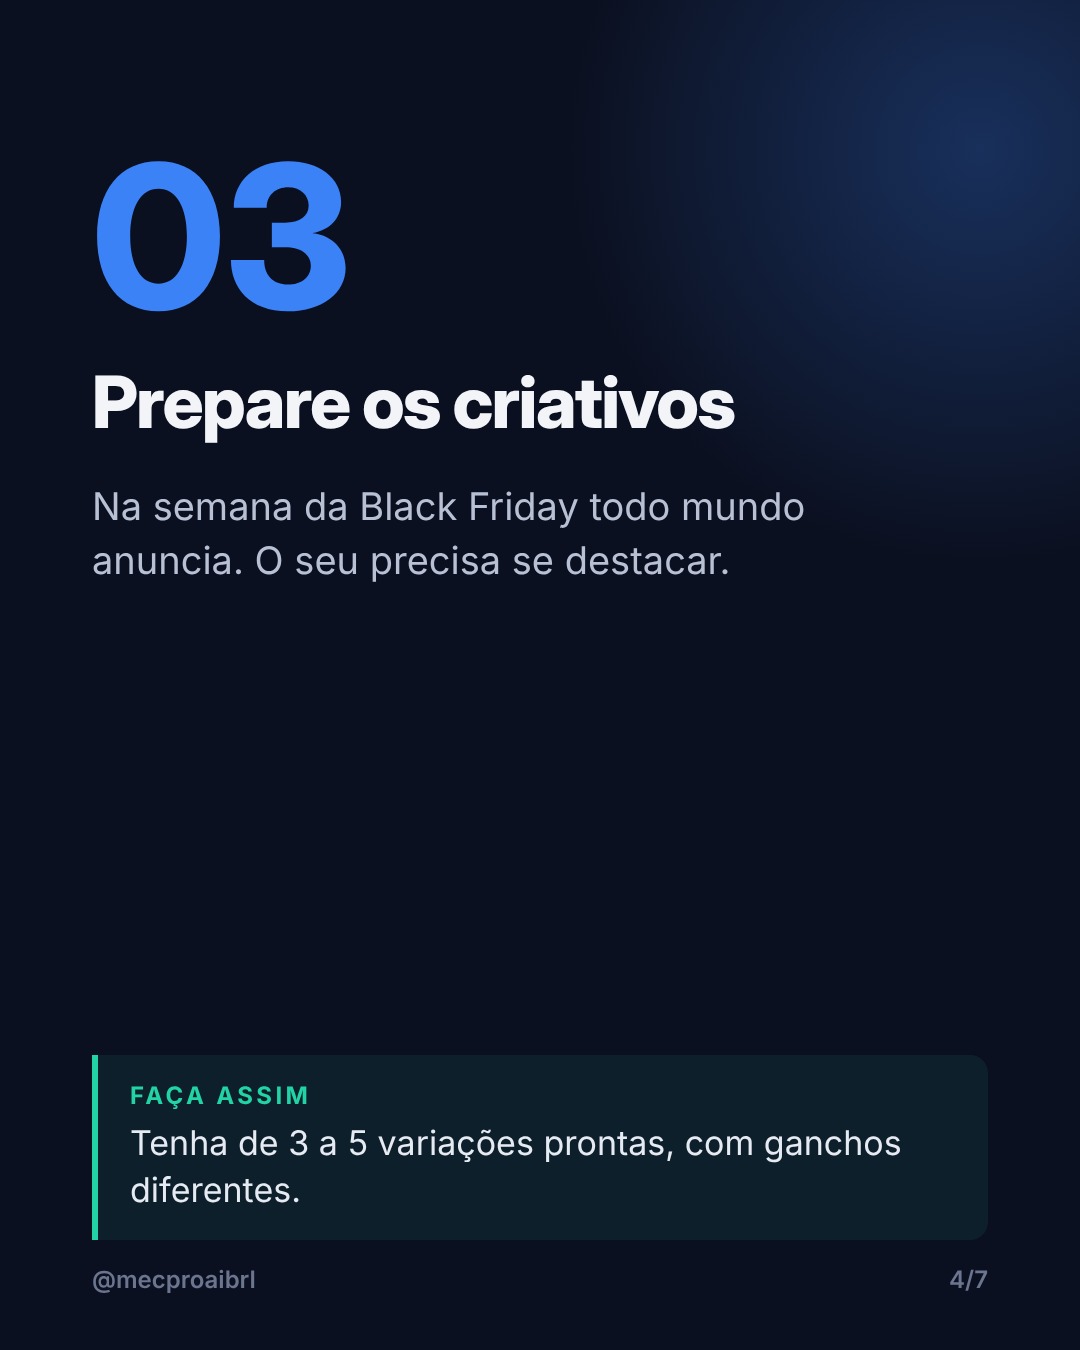 03
Prepare os criativos
Na semana da Black Friday todo mundo
anuncia. O seu precisa se destacar.
FAÇA ASSIM
Tenha de 3 a 5 variações prontas, com ganchos
diferentes.
@mecproaibrl
4/7